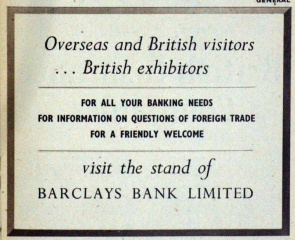 GENERAL
Overseas and British visitors
... British exhibitors
FOR ALL YOUR BANKING NEEDS
FOR INFORMATION ON QUESTIONS OF FOREIGN TRADE
FOR A FRIENDLY WELCOME
visit the stand of
BARCLAYS BANK LIMITED